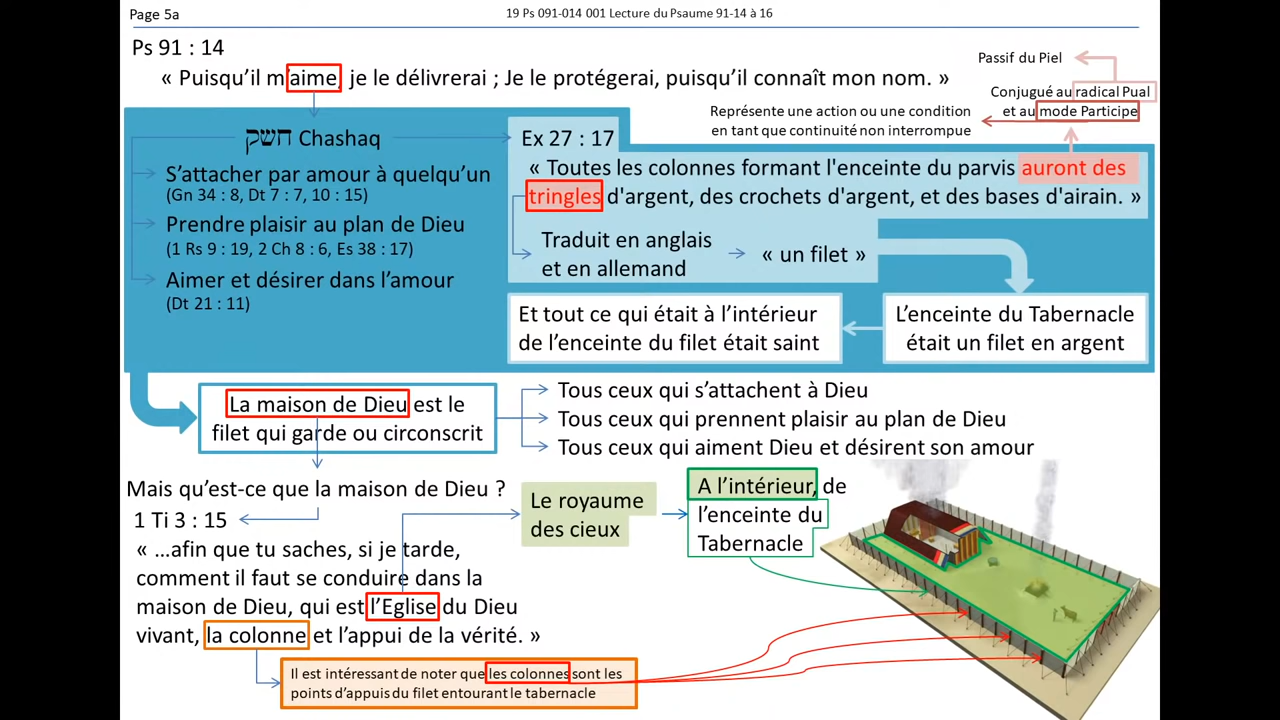 Page 5a
19 Ps 091-014 001 Lecture du Psaume 91-14 à 16
Ps 91 : 14
« Puisqu'il m'aime, je le délivrerai ; Je le protégerai, puisqu'il connaît mon nom. »
Passif du Piel
Conjugué au radical Pual
et au mode Participe
Représente une action ou une condition
en tant que continuité non interrompue
חשק Chashaq
S'attacher par amour à quelqu'un
(Gn 34 : 8, Dt 7 : 7, 10 : 15)
Prendre plaisir au plan de Dieu
(1 Rs 9 : 19, 2 Ch 8 : 6, Es 38 : 17)
Aimer et désirer dans l'amour
(Dt 21 : 11)
Ex 27 : 17
« Toutes les colonnes formant l'enceinte du parvis auront des
tringles d'argent, des crochets d'argent, et des bases d'airain. »
Traduit en anglais
et en allemand
« un filet »
L'enceinte du Tabernacle
était un filet en argent
Et tout ce qui était à l'intérieur
de l'enceinte du filet était saint
La maison de Dieu est le
filet qui garde ou circonscrit
Tous ceux qui s'attachent à Dieu
Tous ceux qui prennent plaisir au plan de Dieu
Tous ceux qui aiment Dieu et désirent son amour
Mais qu'est-ce que la maison de Dieu ?
1 Ti 3 : 15
« ...afin que tu saches, si je tarde,
comment il faut se conduire dans la
maison de Dieu, qui est l'Eglise du Dieu
vivant, la colonne et l'appui de la vérité. »
Le royaume
des cieux
A l'intérieur, de
l'enceinte du
Tabernacle
Il est intéressant de noter que les colonnes sont les
points d'appuis du filet entourant le tabernacle